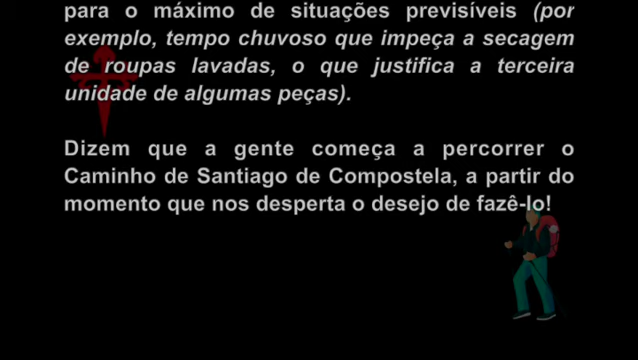 para o máximo de situações previsíveis (por
exemplo, tempo chuvoso que impeça a secagem
de roupas lavadas, o que justifica a terceira
unidade de algumas peças).
Dizem que a gente começa a percorrer o
Caminho de Santiago de Compostela, a partir do
momento que nos desperta o desejo de fazê-lo!